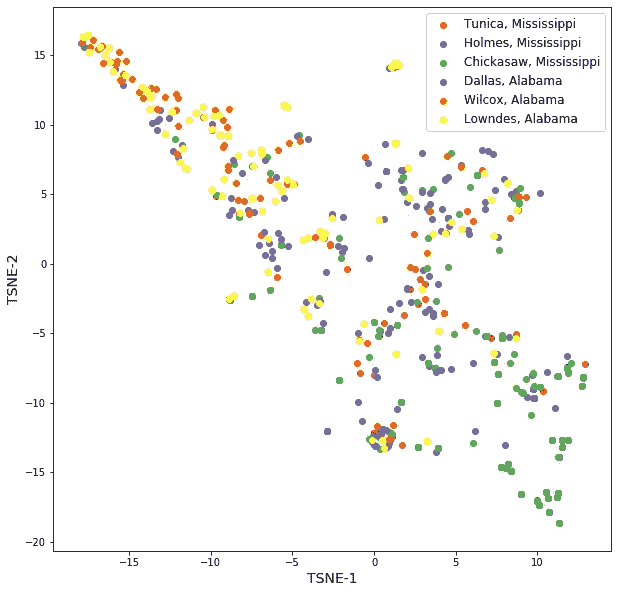 Tunica, Mississippi
Holmes, Mississippi
Chickasaw, Mississippi
Dallas, Alabama
Wilcox, Alabama
Lowndes, Alabama
15
10
5
0
−5
−10
−15
−20
TSNE-2
−15
−10
−5
0
5
10
TSNE-1